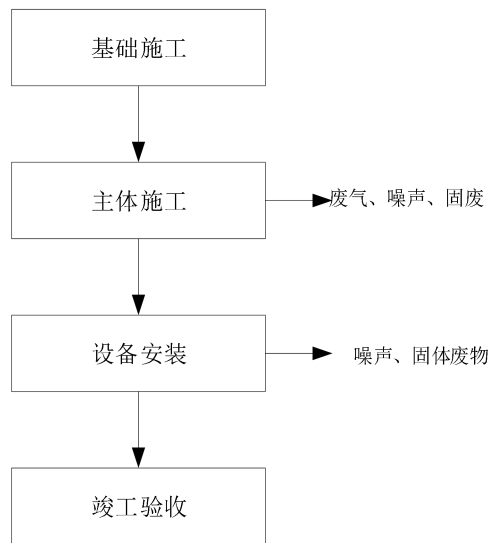 基础施工
主体施工
废气、噪声、固废
设备安装
噪声、固体废物
竣工验收